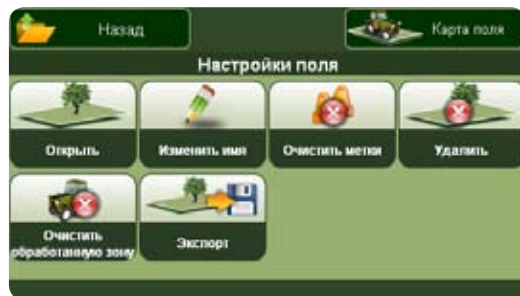 Назад
Карта поля
Настройки поля
Открыть
Изменить имя
Очистить метки
Удалить
Очистить
обработанную зону
Экспорт